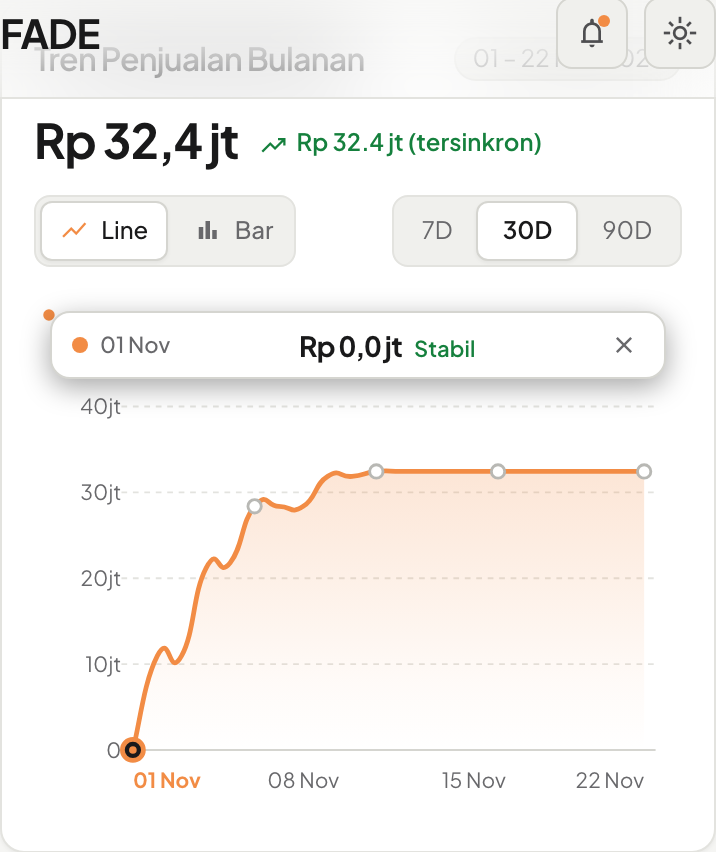 FADE
Tren Penjualan Bulanan
01 – 22
Rp 32,4 jt
Rp 32.4 jt (tersinkron)
Line
Bar
7D
30D
90D
01 Nov
Rp 0,0 jt
Stabil
40jt
30jt
20jt
10jt
0
01 Nov
08 Nov
15 Nov
22 Nov